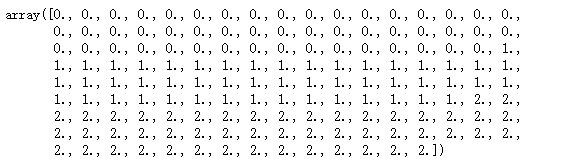 array([0., 0., 0., 0., 0., 0., 0., 0., 0., 0., 0., 0., 0., 0., 0., 0., 0.,
0., 0., 0., 0., 0., 0., 0., 0., 0., 0., 0., 0., 0., 0., 0., 0., 0.,
0., 0., 0., 0., 0., 0., 0., 0., 0., 0., 0., 0., 0., 0., 0., 0., 1.,
1., 1., 1., 1., 1., 1., 1., 1., 1., 1., 1., 1., 1., 1., 1., 1., 1.,
1., 1., 1., 1., 1., 1., 1., 1., 1., 1., 1., 1., 1., 1., 1., 1., 1.,
1., 1., 1., 1., 1., 1., 1., 1., 1., 1., 1., 1., 1., 1., 1., 2., 2.,
2., 2., 2., 2., 2., 2., 2., 2., 2., 2., 2., 2., 2., 2., 2., 2., 2.,
2., 2., 2., 2., 2., 2., 2., 2., 2., 2., 2., 2., 2., 2., 2., 2., 2.,
2., 2., 2., 2., 2., 2., 2., 2., 2., 2., 2., 2., 2., 2.])